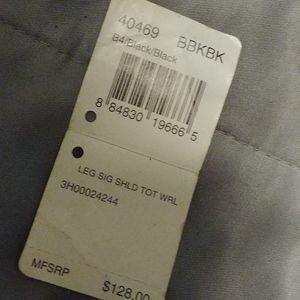 40469 BBKBK
B4/Black/Black
8 84830 19666 5
LEG SIG SHLD TOT WRL
3H00024244
MFSRP $128.00